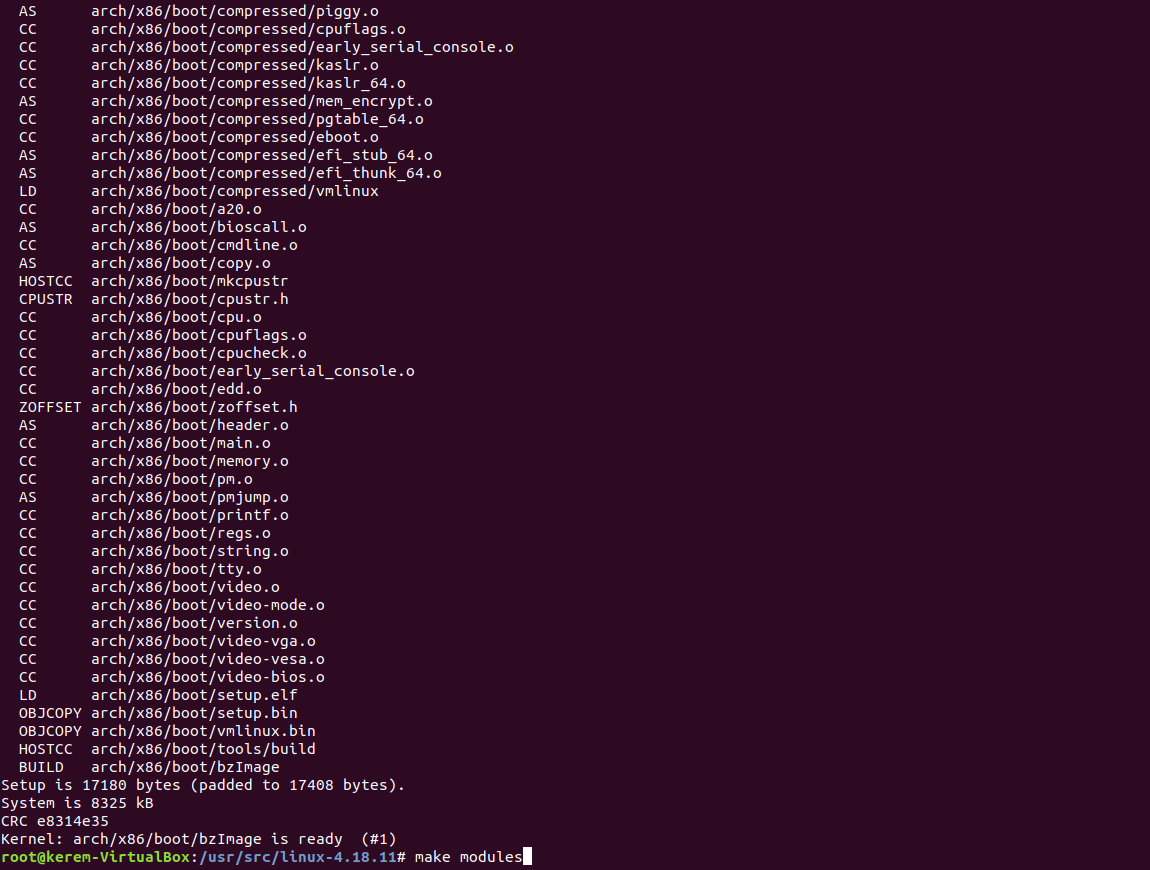 AS      arch/x86/boot/compressed/piggy.o
CC      arch/x86/boot/compressed/cpuflags.o
CC      arch/x86/boot/compressed/early_serial_console.o
CC      arch/x86/boot/compressed/kaslr.o
CC      arch/x86/boot/compressed/kaslr_64.o
AS      arch/x86/boot/compressed/mem_encrypt.o
CC      arch/x86/boot/compressed/pgtable_64.o
CC      arch/x86/boot/compressed/eboot.o
AS      arch/x86/boot/compressed/efi_stub_64.o
AS      arch/x86/boot/compressed/efi_thunk_64.o
LD      arch/x86/boot/compressed/vmlinux
CC      arch/x86/boot/a20.o
AS      arch/x86/boot/bioscall.o
CC      arch/x86/boot/cmdline.o
AS      arch/x86/boot/copy.o
HOSTCC  arch/x86/boot/mkcpustr
CPUSTR  arch/x86/boot/cpustr.h
CC      arch/x86/boot/cpu.o
CC      arch/x86/boot/cpuflags.o
CC      arch/x86/boot/cpucheck.o
CC      arch/x86/boot/early_serial_console.o
CC      arch/x86/boot/edd.o
ZOFFSET arch/x86/boot/zoffset.h
AS      arch/x86/boot/header.o
CC      arch/x86/boot/main.o
CC      arch/x86/boot/memory.o
CC      arch/x86/boot/pm.o
AS      arch/x86/boot/pmjump.o
CC      arch/x86/boot/printf.o
CC      arch/x86/boot/regs.o
CC      arch/x86/boot/string.o
CC      arch/x86/boot/tty.o
CC      arch/x86/boot/video.o
CC      arch/x86/boot/video-mode.o
CC      arch/x86/boot/version.o
CC      arch/x86/boot/video-vga.o
CC      arch/x86/boot/video-vesa.o
CC      arch/x86/boot/video-bios.o
LD      arch/x86/boot/setup.elf
OBJCOPY arch/x86/boot/setup.bin
OBJCOPY arch/x86/boot/vmlinux.bin
HOSTCC  arch/x86/boot/tools/build
BUILD   arch/x86/boot/bzImage
Setup is 17180 bytes (padded to 17408 bytes).
System is 8325 kB
CRC e8314e35
Kernel: arch/x86/boot/bzImage is ready  (#1)
root@kerem-VirtualBox:/usr/src/linux-4.18.11# make modules